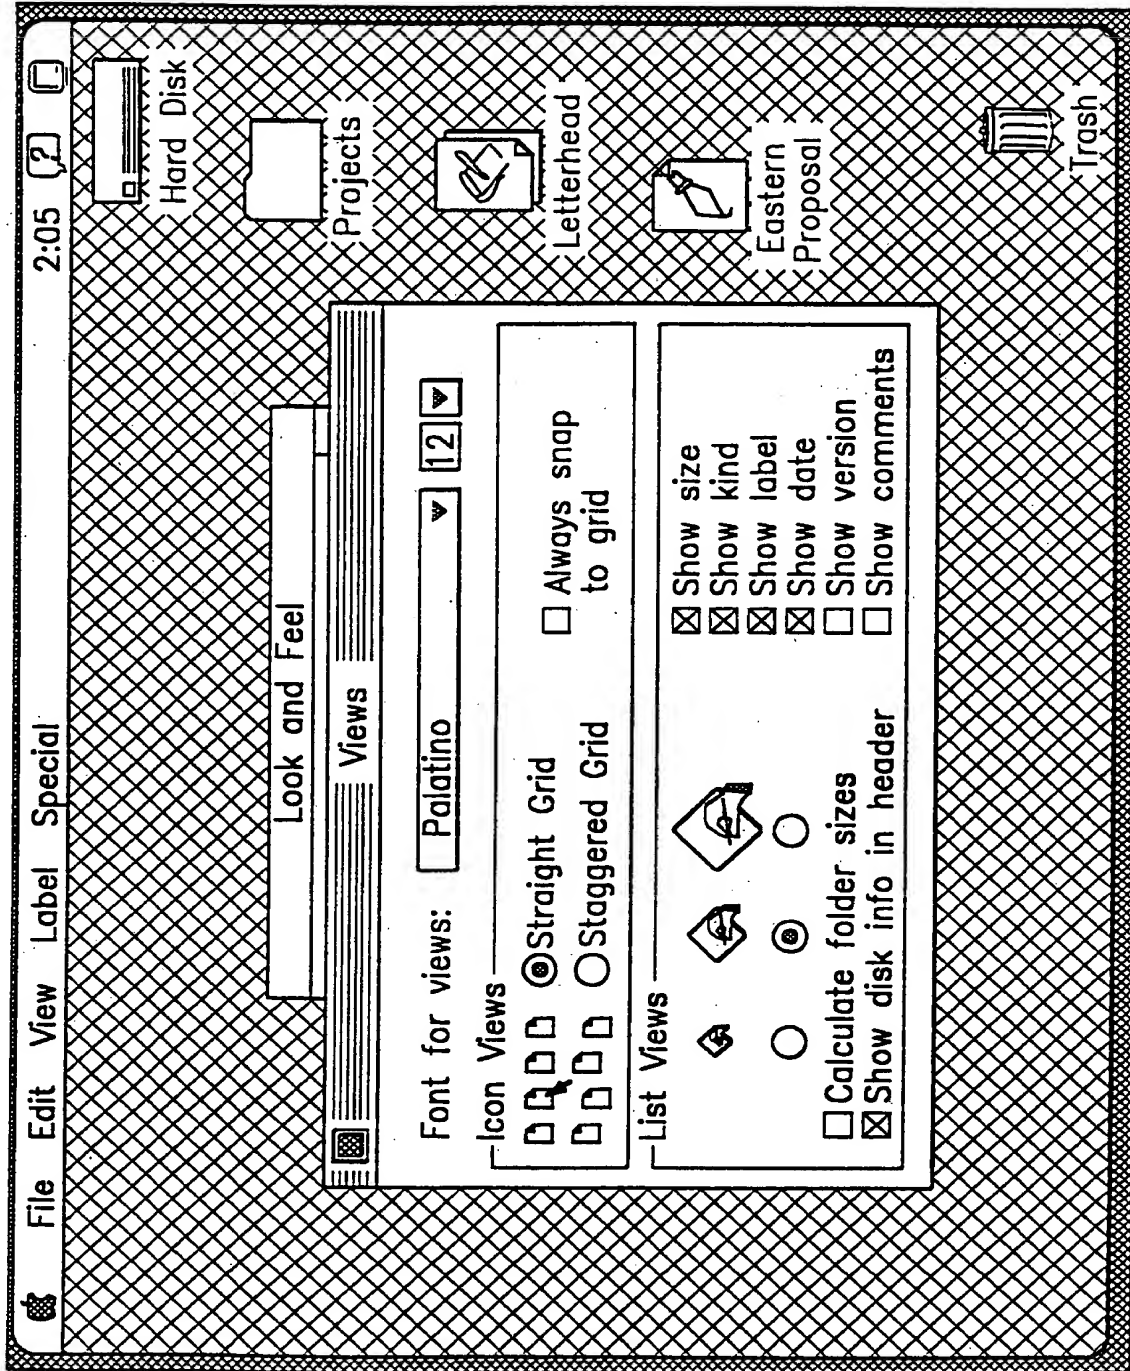 File Edit View Label Special 2:05 ?
Hard Disk
Projects
Letterhead
Eastern
Proposal
Trash
Look and Feel
Views
Font for views: Palatino 12
Icon Views
Straight Grid
Staggered Grid
Always snap
to grid
List Views
Calculate folder sizes
Show disk info in header
Show size
Show kind
Show label
Show date
Show version
Show comments